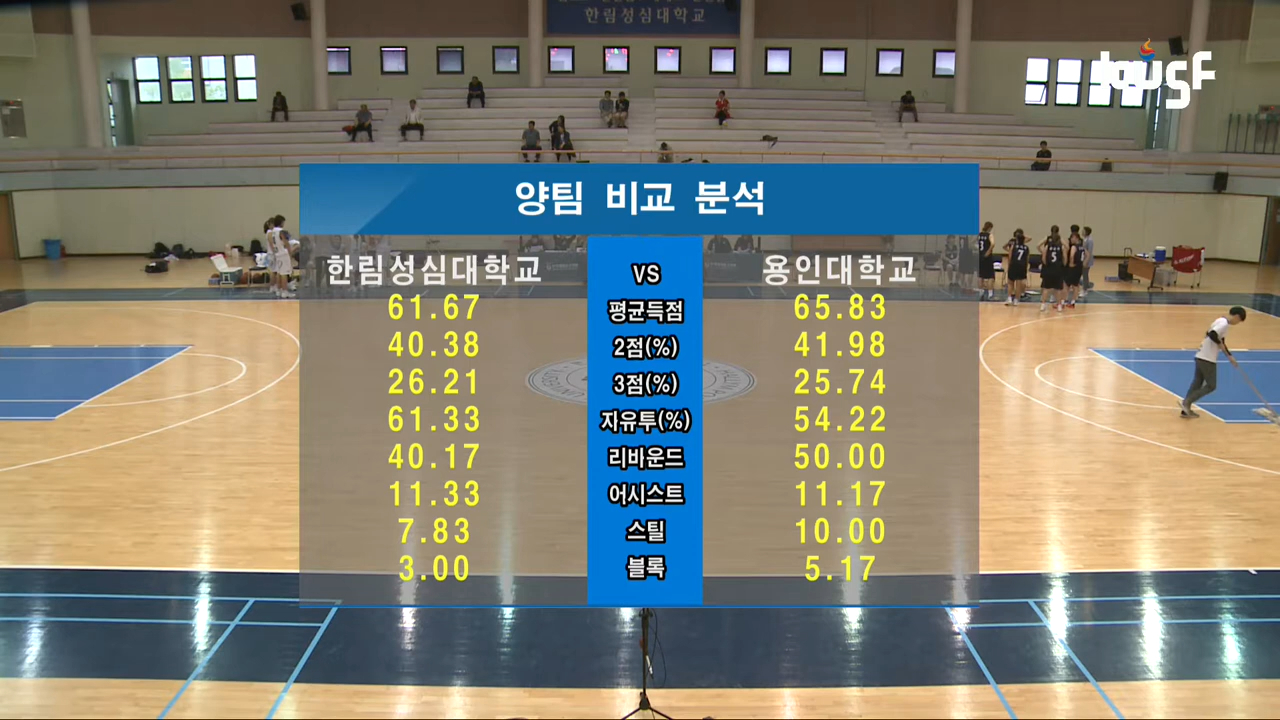 한림성심대학교
KUSF
양팀 비교 분석
한림성심대학교 VS 용인대학교
61.67 평균득점 65.83
40.38 2점(%) 41.98
26.21 3점(%) 25.74
61.33 자유투(%) 54.22
40.17 리바운드 50.00
11.33 어시스트 11.17
7.83 스틸 10.00
3.00 블록 5.17
7
5